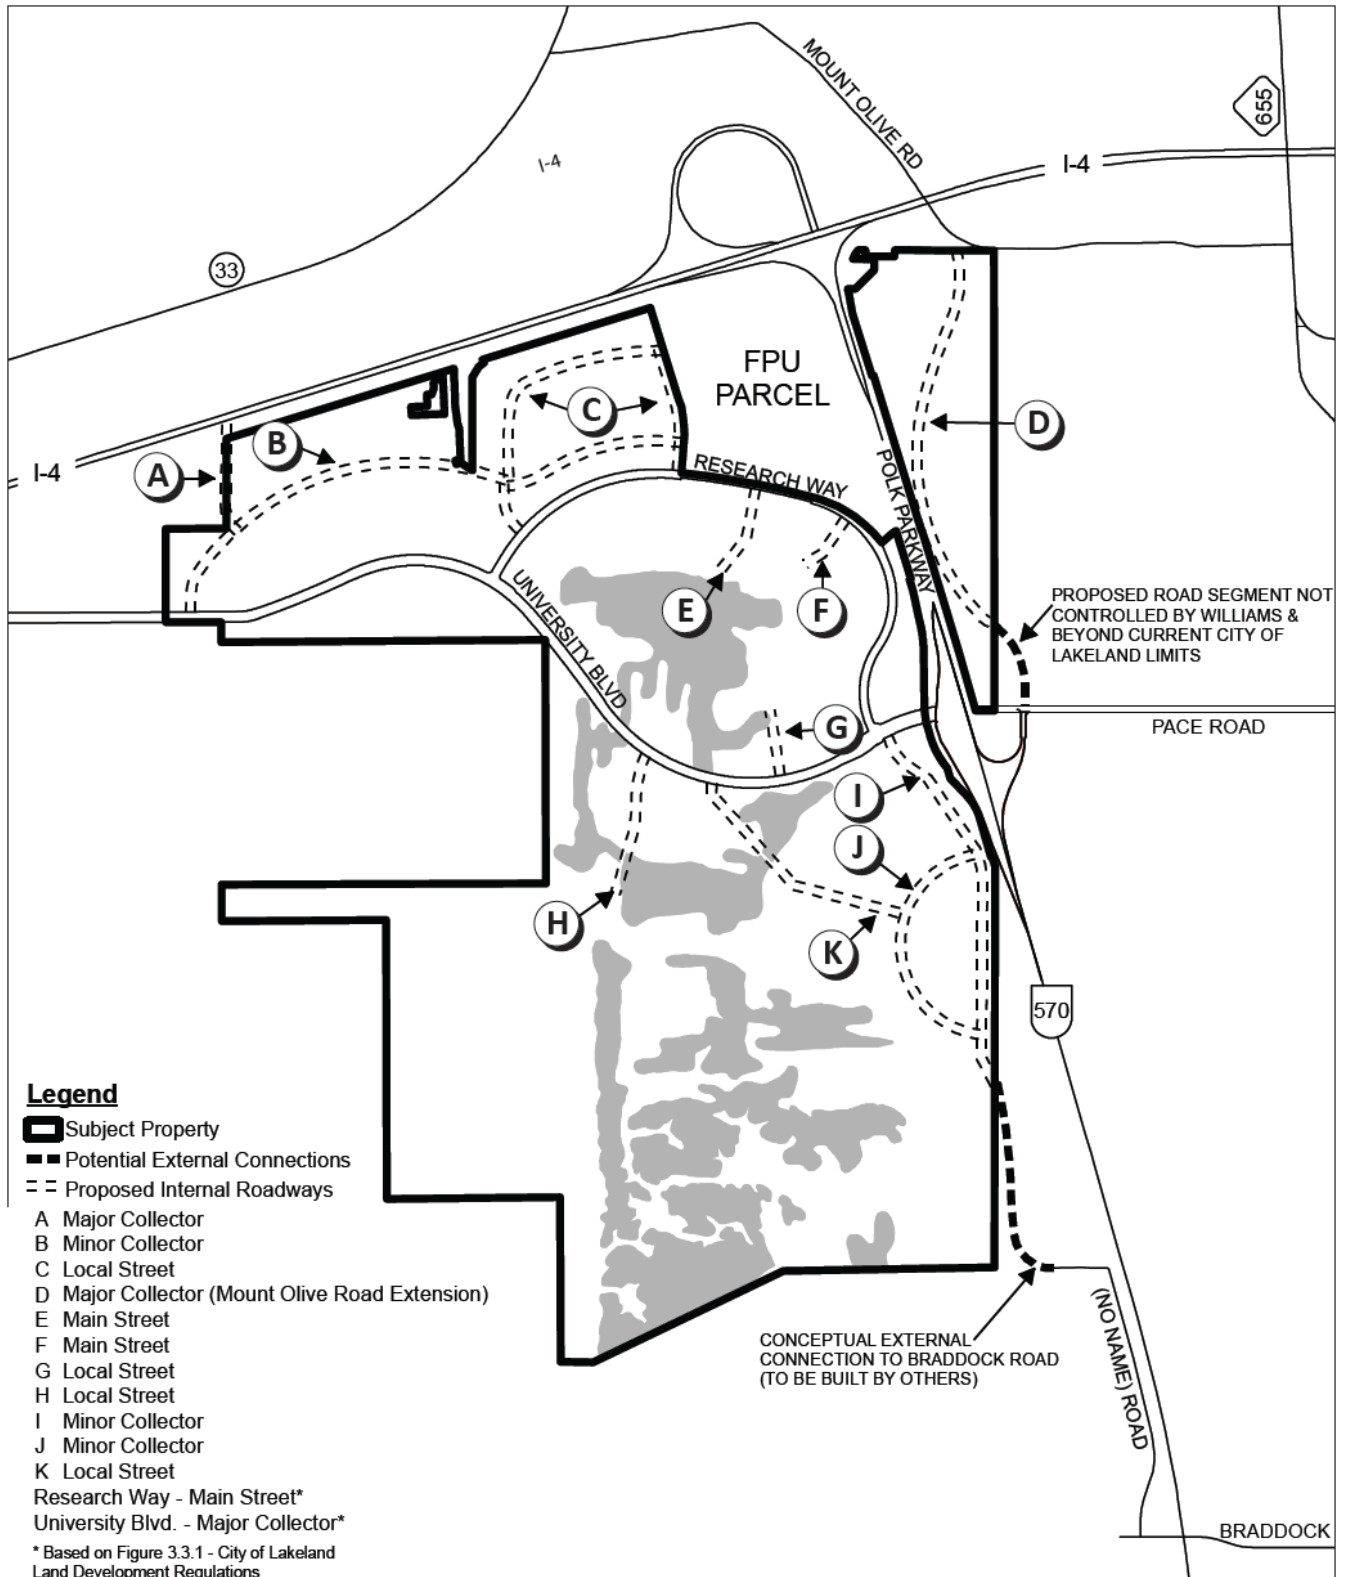 MOUNT OLIVE RD
655
I-4
I-4
33
FPU
PARCEL
C
D
B
I-4
A
RESEARCH WAY
POLK PARKWAY
PROPOSED ROAD SEGMENT NOT
CONTROLLED BY WILLIAMS &
BEYOND CURRENT CITY OF
LAKELAND LIMITS
E
F
UNIVERSITY BLVD
G
PACE ROAD
I
J
H
K
570
Legend
Subject Property
Potential External Connections
Proposed Internal Roadways
A Major Collector
B Minor Collector
C Local Street
D Major Collector (Mount Olive Road Extension)
E Main Street
F Main Street
G Local Street
H Local Street
I Minor Collector
J Minor Collector
K Local Street
Research Way - Main Street*
University Blvd. - Major Collector*
* Based on Figure 3.3.1 - City of Lakeland
Land Development Regulations
CONCEPTUAL EXTERNAL
CONNECTION TO BRADDOCK ROAD
(TO BE BUILT BY OTHERS)
(NO NAME) ROAD
BRADDOCK